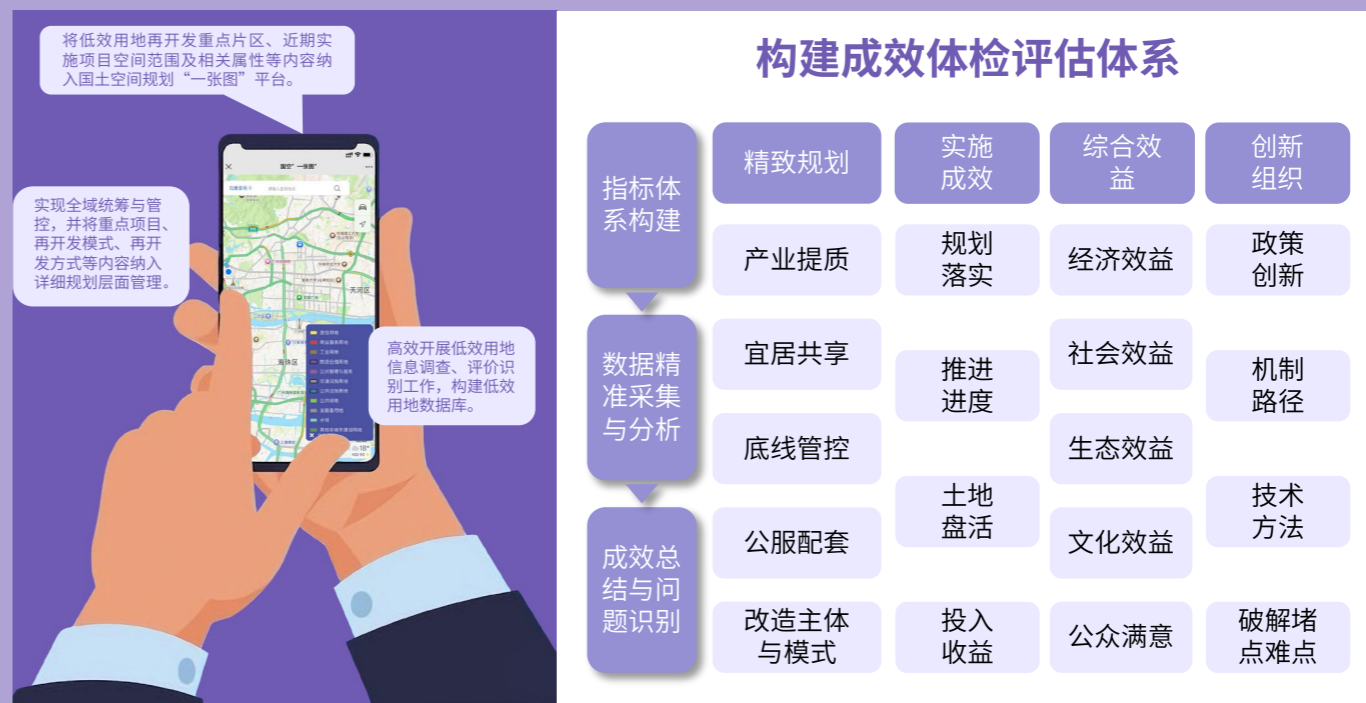 将低效用地再开发重点片区、近期实
施项目空间范围及相关属性等内容纳
入国土空间规划“一张图”平台。
实现全域统筹与管
控，并将重点项目、
再开发模式、再开
发方式等内容纳入
详细规划层面管理。
高效开展低效用地
信息调查、评价识
别工作，构建低效
用地数据库。
天河区
海珠区
构建成效体检评估体系
指标体
系构建
数据精
准采集
与分析
成效总
结与问
题识别
精致规划
产业提质
宜居共享
底线管控
公服配套
改造主体
与模式
实施
成效
规划
落实
推进
进度
土地
盘活
投入
收益
综合效
益
经济效益
社会效益
生态效益
文化效益
公众满意
创新
组织
政策
创新
机制
路径
技术
方法
破解堵
点难点